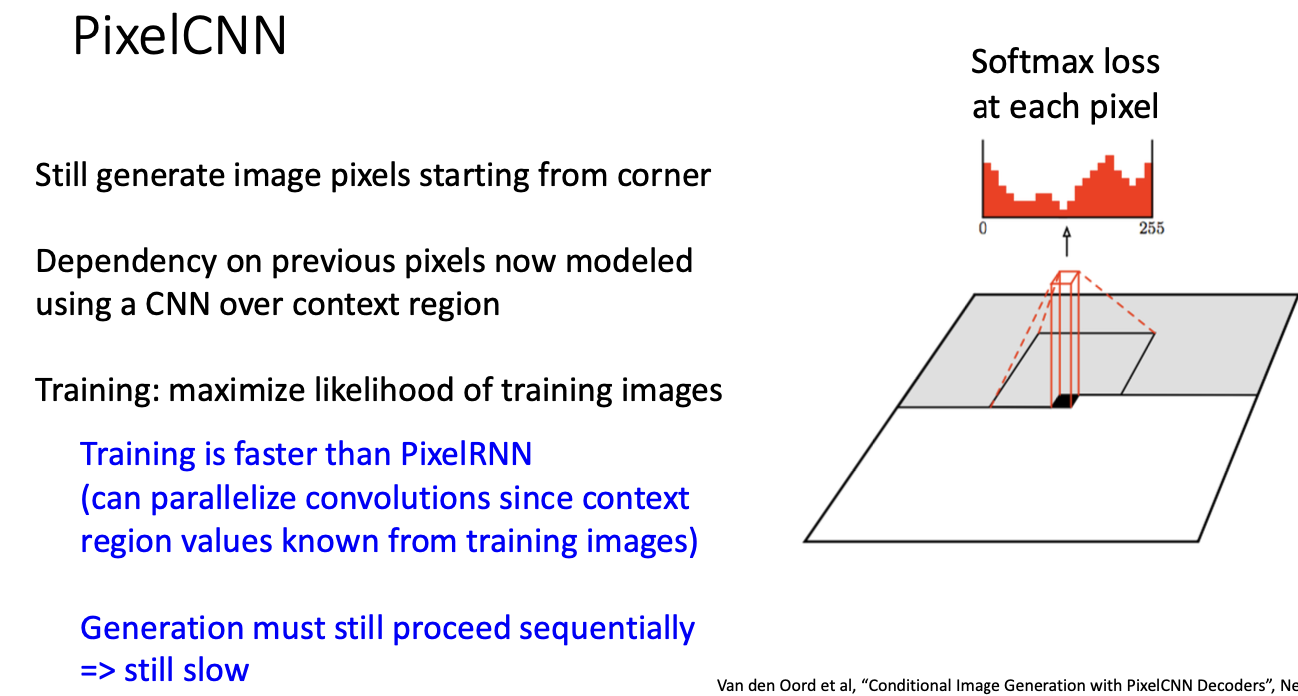 PixelCNN
Softmax loss
at each pixel
0
255
Still generate image pixels starting from corner
Dependency on previous pixels now modeled
using a CNN over context region
Training: maximize likelihood of training images
Training is faster than PixelRNN
(can parallelize convolutions since context
region values known from training images)
Generation must still proceed sequentially
=> still slow
Van den Oord et al, “Conditional Image Generation with PixelCNN Decoders”, Ne